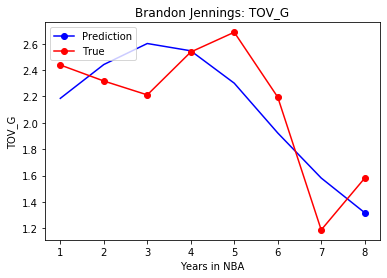 Brandon Jennings: TOV_G
Prediction
True
TOV_G
2.6
2.4
2.2
2.0
1.8
1.6
1.4
1.2
1 2 3 4 5 6 7 8
Years in NBA